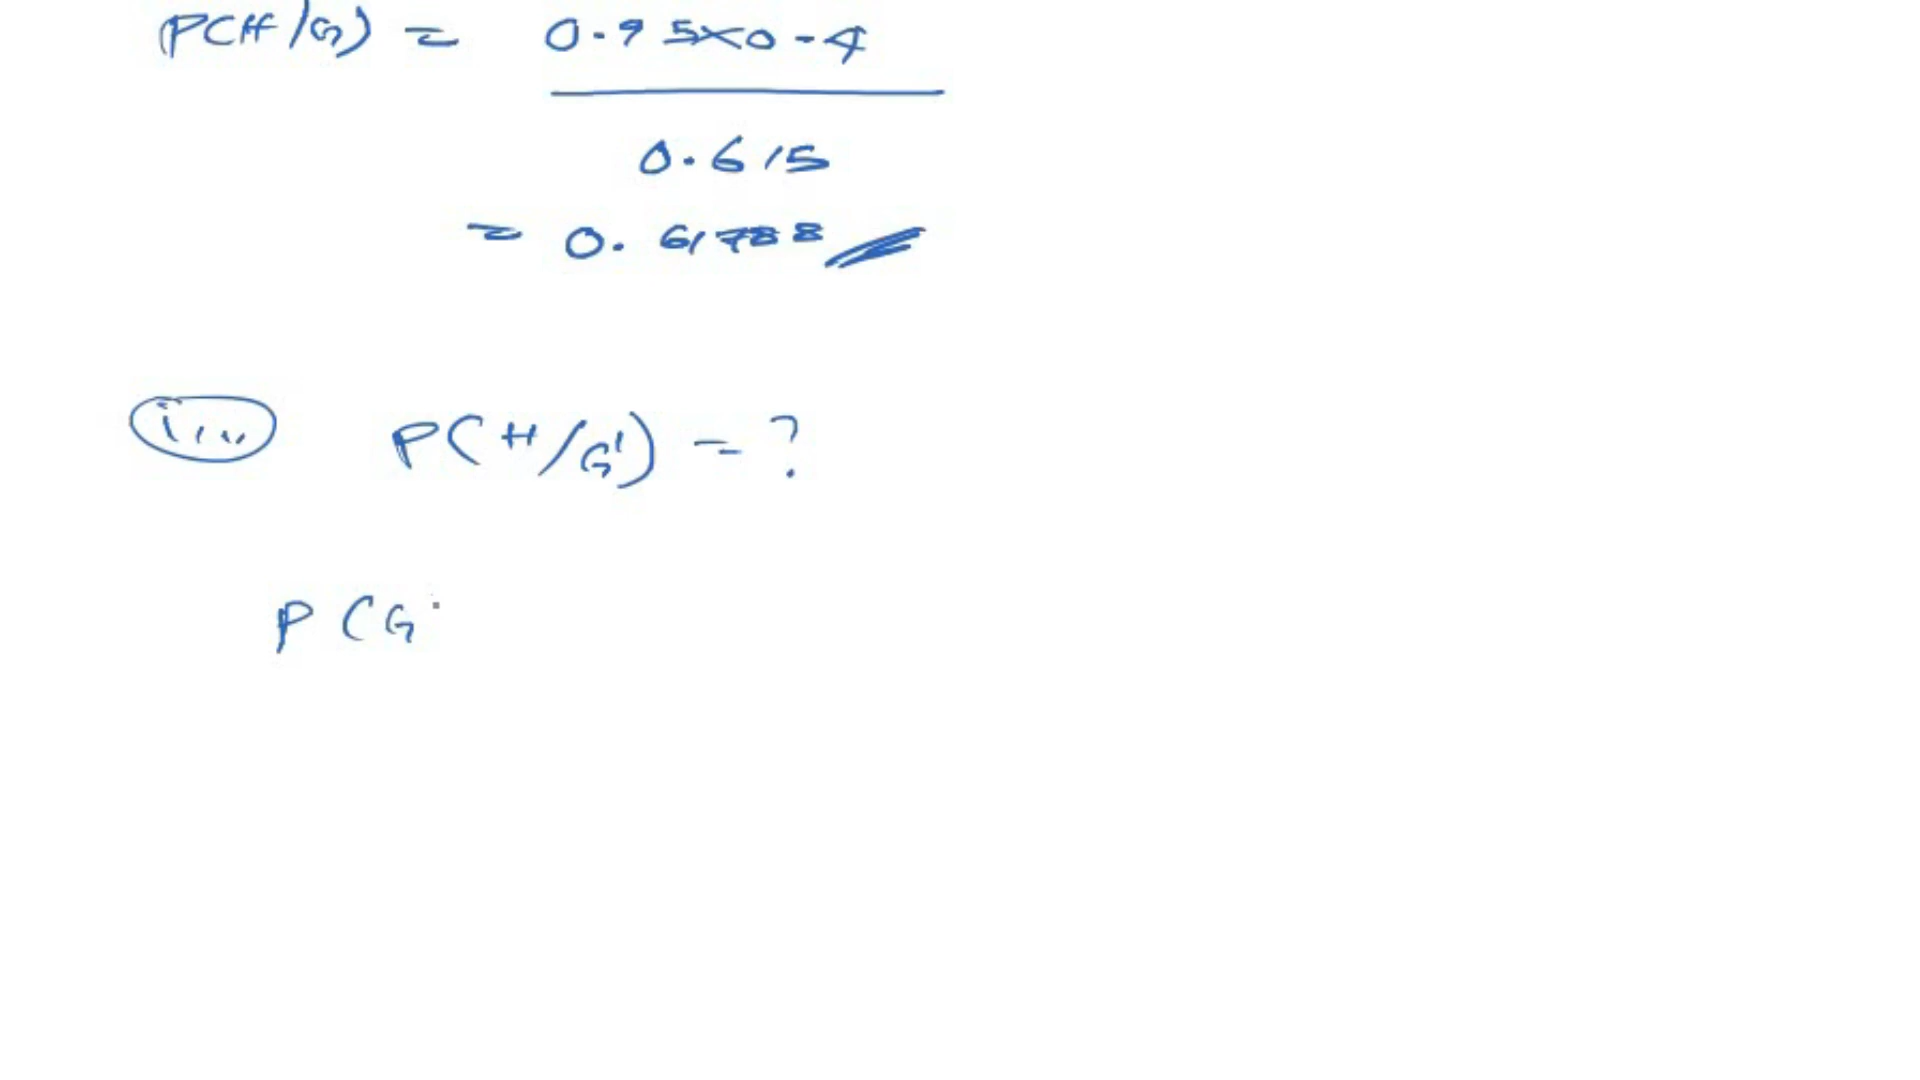 P(H/G) = 0.95×0.4
0.615
= 0.61788
iii P(H/G') = ?
P(G'